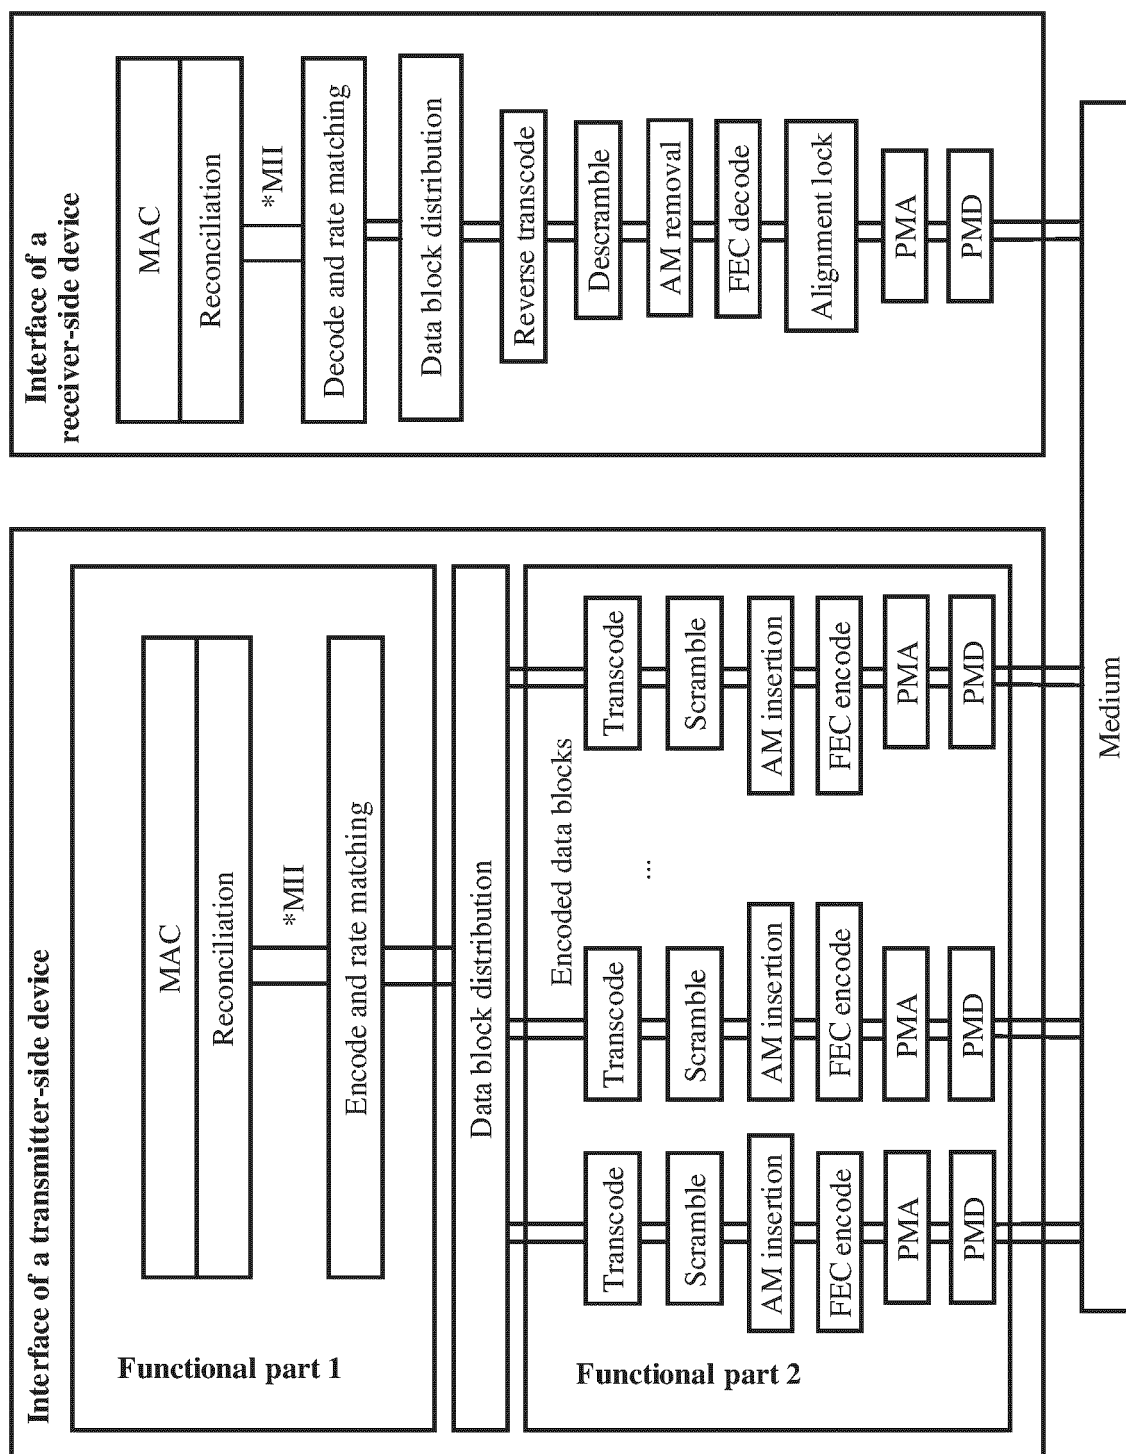 Interface of a transmitter-side device
Functional part 1
MAC
Reconciliation
*MII
Encode and rate matching
Data block distribution
Functional part 2
Encoded data blocks
Transcode
Scramble
AM insertion
FEC encode
PMA
PMD
Transcode
Scramble
AM insertion
FEC encode
PMA
PMD
...
Transcode
Scramble
AM insertion
FEC encode
PMA
PMD
Interface of a
receiver-side device
MAC
Reconciliation
*MII
Decode and rate matching
Data block distribution
Reverse transcode
Descramble
AM removal
FEC decode
Alignment lock
PMA
PMD
Medium